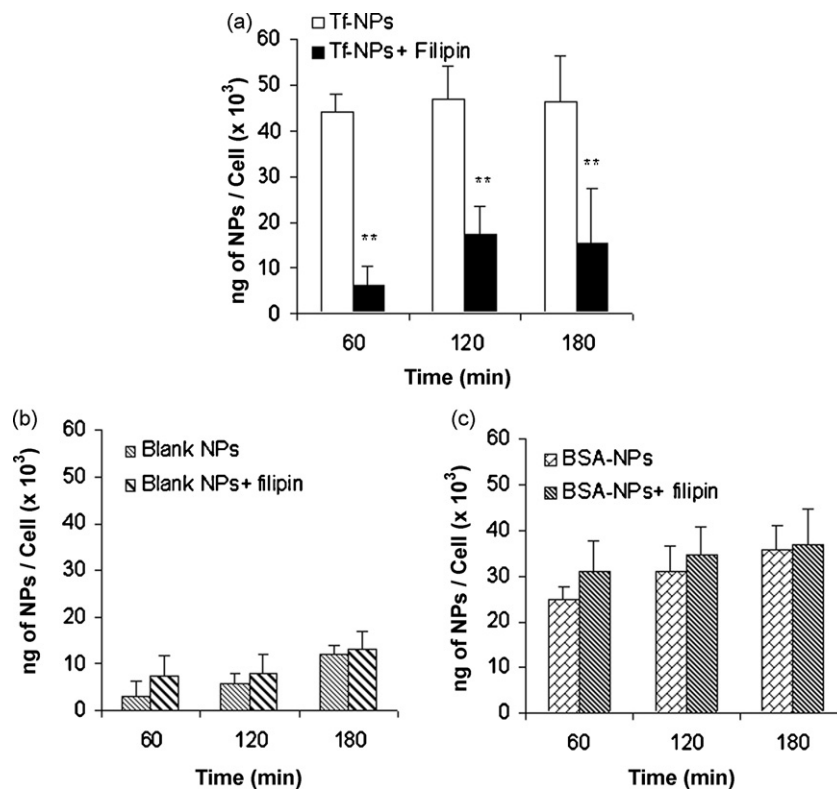 (a)
Tf-NPs
Tf-NPs+ Filipin
ng of NPs / Cell (x 10³)
60
50
40
30
20
10
0
**
**
**
60 120 180
Time (min)
(b)
Blank NPs
Blank NPs+ filipin
ng of NPs / Cell (x 10³)
60
50
40
30
20
10
0
60 120 180
Time (min)
(c)
BSA-NPs
BSA-NPs+ filipin
ng of NPs / Cell (x 10³)
60
50
40
30
20
10
0
60 120 180
Time (min)